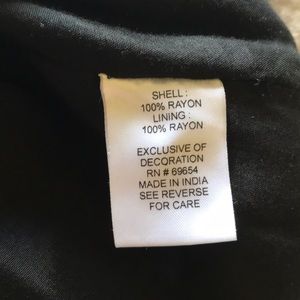 SHELL :
100% RAYON
LINING :
100% RAYON
EXCLUSIVE OF
DECORATION
RN # 69654
MADE IN INDIA
SEE REVERSE
FOR CARE